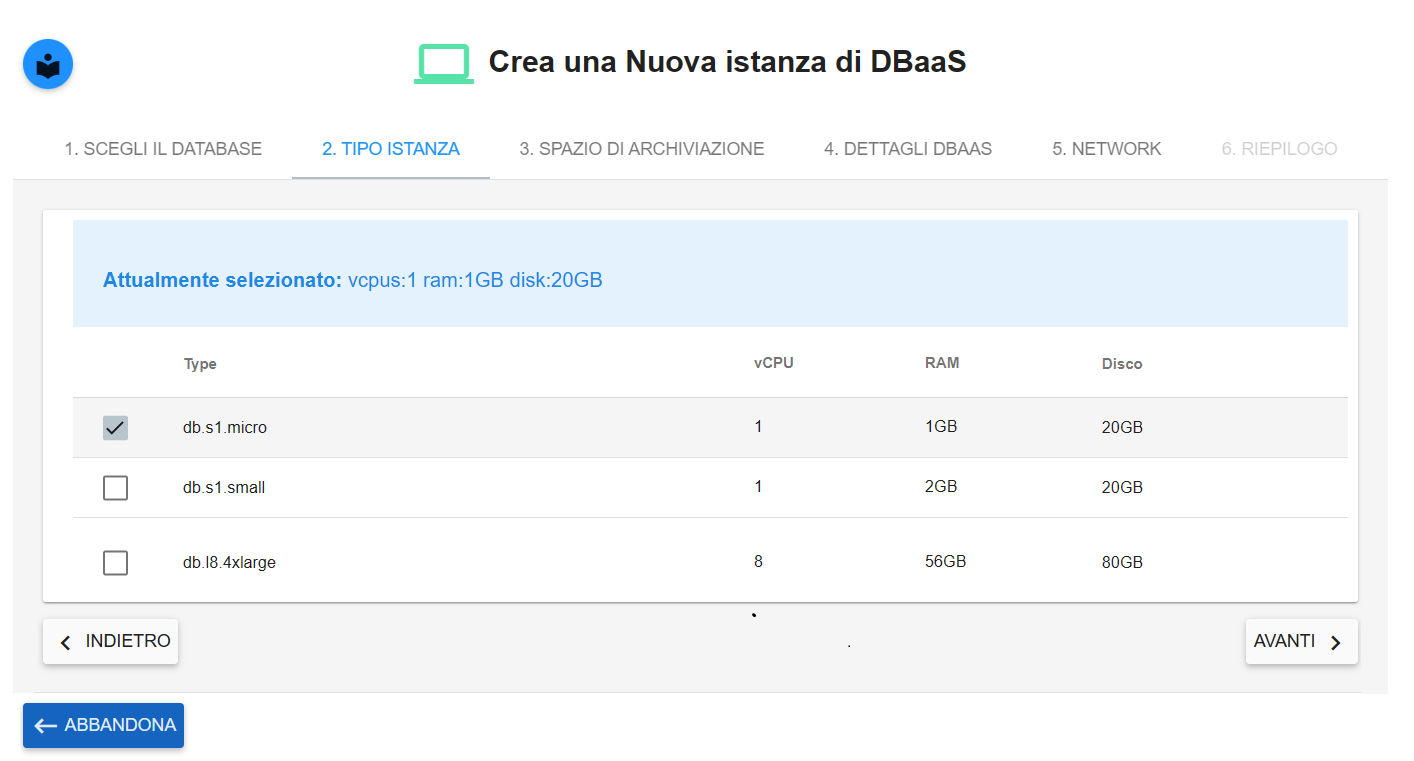 Crea una Nuova istanza di DBaaS
1. SCEGLI IL DATABASE 2. TIPO ISTANZA 3. SPAZIO DI ARCHIVIAZIONE 4. DETTAGLI DBAAS 5. NETWORK 6. RIEPILOGO
Attualmente selezionato: vcpus:1 ram:1GB disk:20GB
Type vCPU RAM Disco
db.s1.micro 1 1GB 20GB
db.s1.small 1 2GB 20GB
db.l8.4xlarge 8 56GB 80GB
INDIETRO AVANTI
ABBANDONA